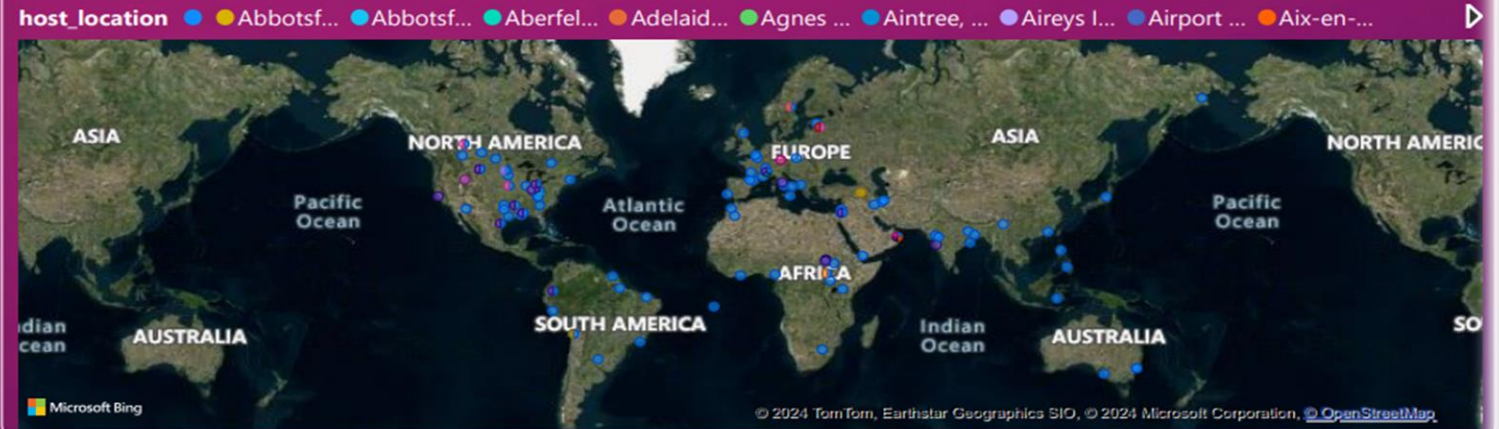 host_location Abbotsf... Abbotsf... Aberfel... Adelaid... Agnes ... Aintree, ... Aireys I... Airport ... Aix-en-...
ASIA
NORTH AMERICA
EUROPE
ASIA
NORTH AMERIC
Pacific
Ocean
Atlantic
Ocean
Pacific
Ocean
AFRICA
dian
cean
AUSTRALIA
SOUTH AMERICA
Indian
Ocean
AUSTRALIA
SO
Microsoft Bing
© 2024 TomTom, Earthstar Geographics SIO, © 2024 Microsoft Corporation, © OpenStreetMap